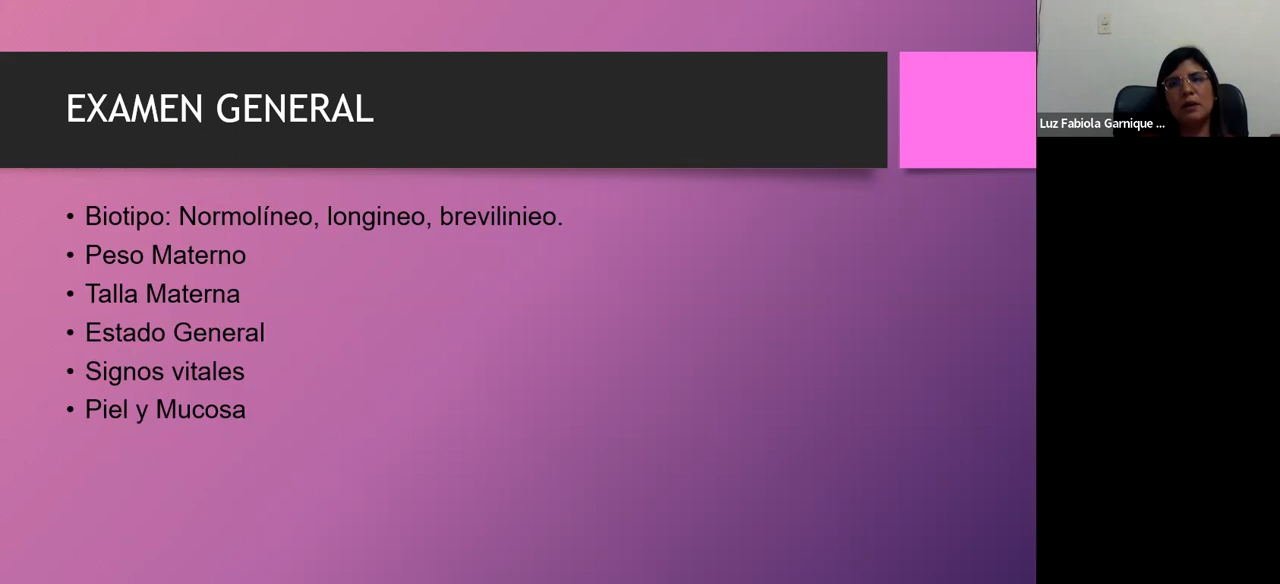 EXAMEN GENERAL
• Biotipo: Normolíneo, longineo, brevilinieo.
• Peso Materno
• Talla Materna
• Estado General
• Signos vitales
• Piel y Mucosa
Luz Fabiola Garnique ...